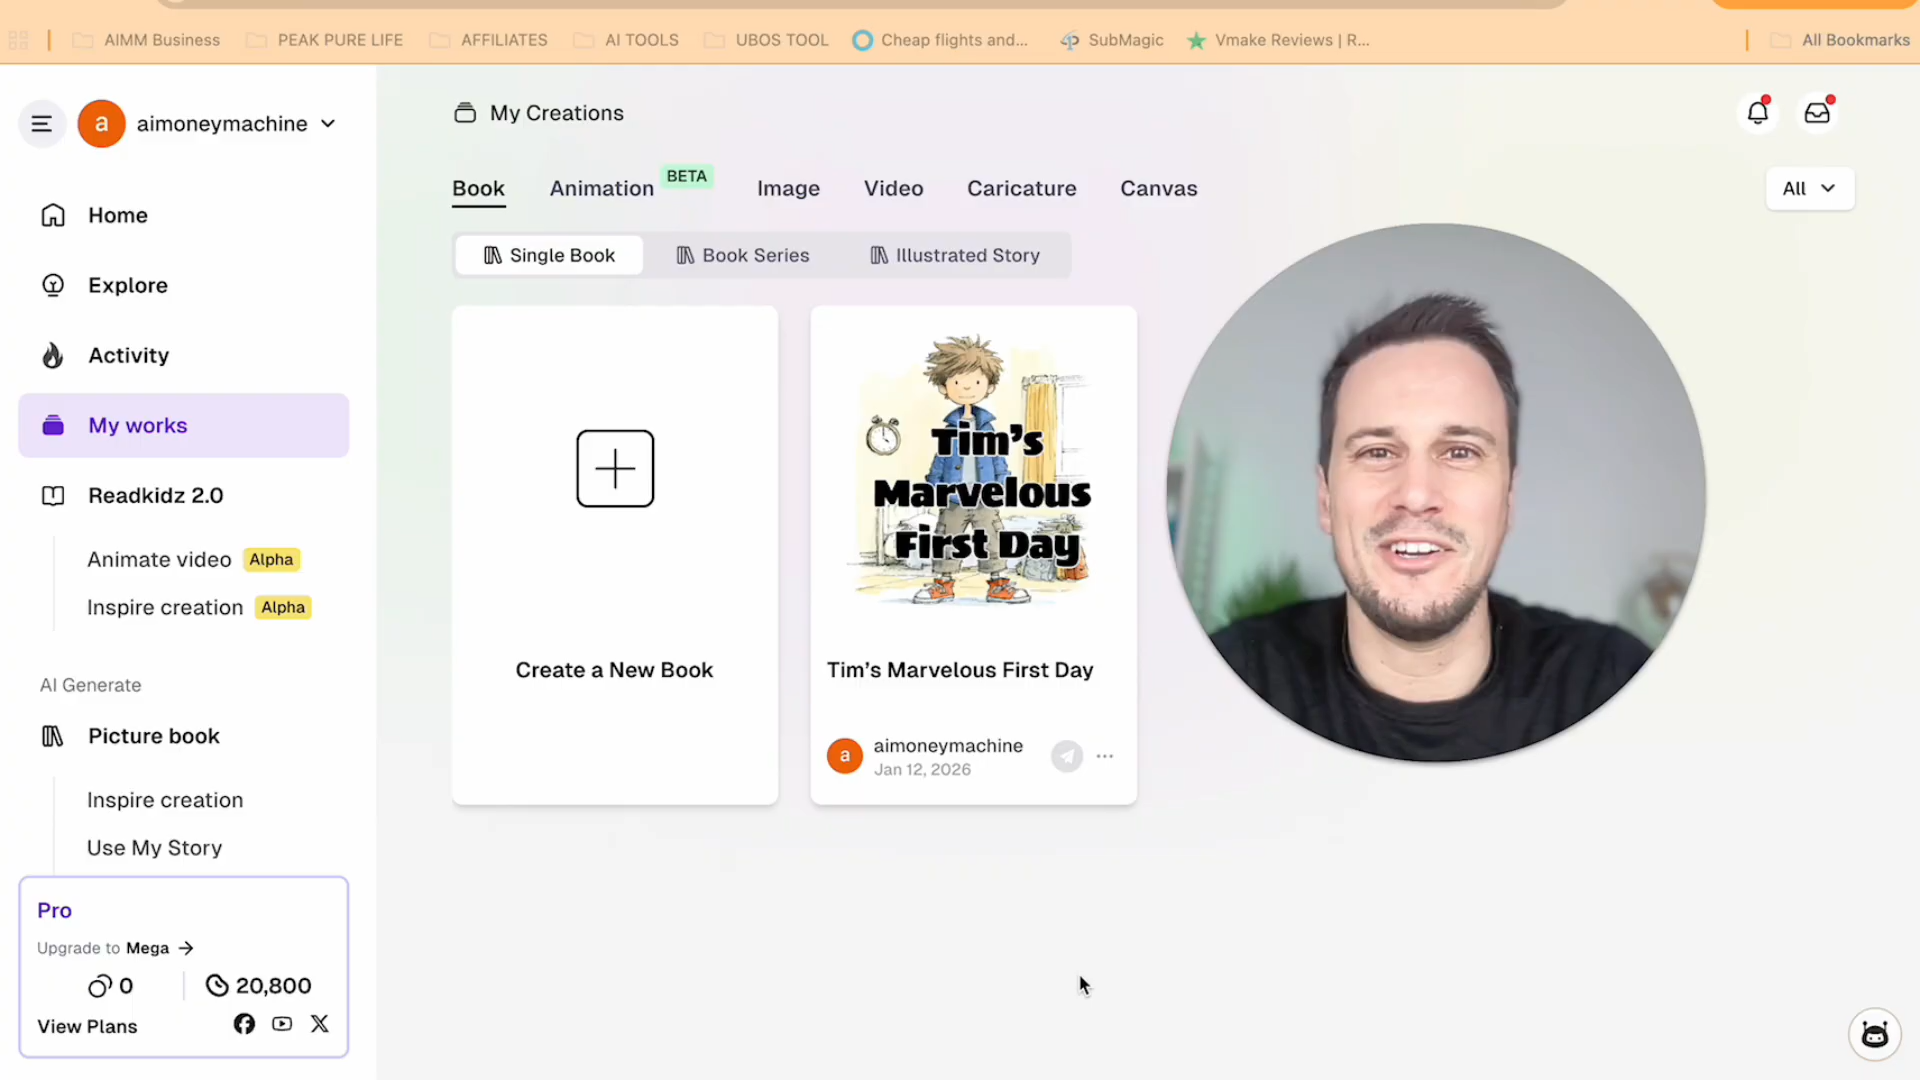 AIMM Business
PEAK PURE LIFE
AFFILIATES
AI TOOLS
UBOS TOOL
Cheap flights and...
SubMagic
Vmake Reviews | R...
All Bookmarks
a
aimoneymachine
Home
Explore
Activity
My works
Readkidz 2.0
Animate video Alpha
Inspire creation Alpha
AI Generate
Picture book
Inspire creation
Use My Story
Pro
Upgrade to Mega →
0
20,800
View Plans
My Creations
Book
Animation BETA
Image
Video
Caricature
Canvas
All
Single Book
Book Series
Illustrated Story
Create a New Book
Tim's
Marvelous
First Day
Tim's Marvelous First Day
a
aimoneymachine
Jan 12, 2026